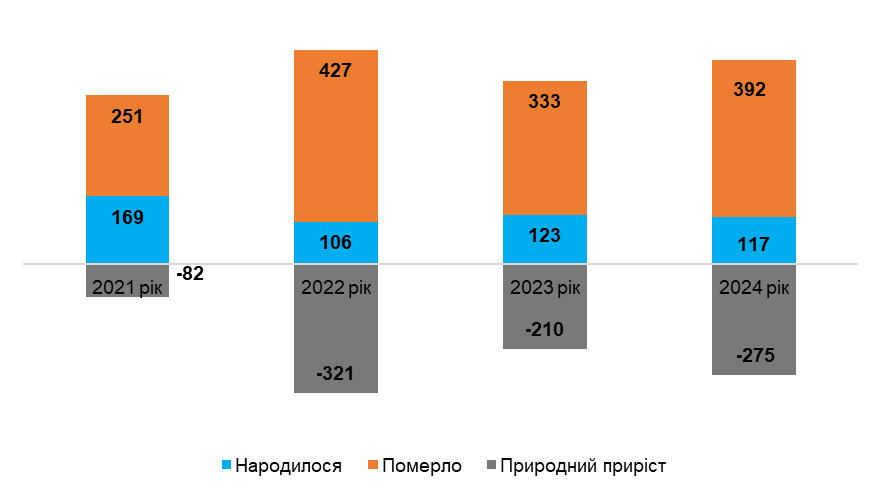 427
392
251
333
169
106
123
117
-82
2021 рік
2022 рік
2023 рік
2024 рік
-210
-275
-321
Народилося
Померло
Природний приріст